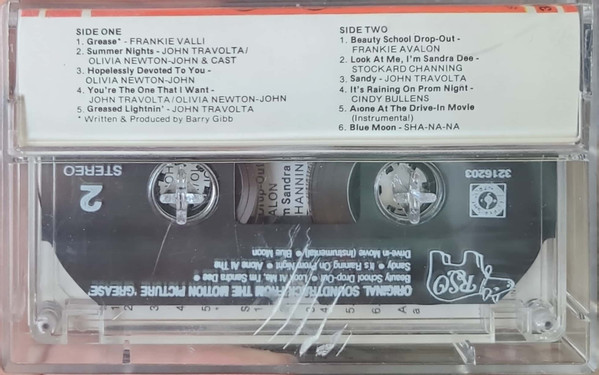 SIDE ONE
1. Grease* - FRANKIE VALLI
2. Summer Nights - JOHN TRAVOLTA/
OLIVIA NEWTON-JOHN & CAST
3. Hopelessly Devoted To You -
OLIVIA NEWTON-JOHN
4. You're The One That I Want -
JOHN TRAVOLTA/OLIVIA NEWTON-JOHN
5. Greased Lightnin' - JOHN TRAVOLTA
* Written & Produced by Barry Gibb
SIDE TWO
1. Beauty School Drop-Out -
FRANKIE AVALON
2. Look At Me, I'm Sandra Dee -
STOCKARD CHANNING
3. Sandy - JOHN TRAVOLTA
4. It's Raining On Prom Night -
CINDY BULLENS
5. Alone At The Drive-In Movie
(Instrumental)
6. Blue Moon - SHA-NA-NA
3216203
2
STEREO
RSO
ORIGINAL SOUNDTRACK FROM THE MOTION PICTURE 'GREASE'
Beauty School Drop-Out ● Look At Me, I'm Sandra Dee ●
Sandy ● It's Raining On Prom Night ● Alone At The
Drive-in Movie (Instrumental) ● Blue Moon